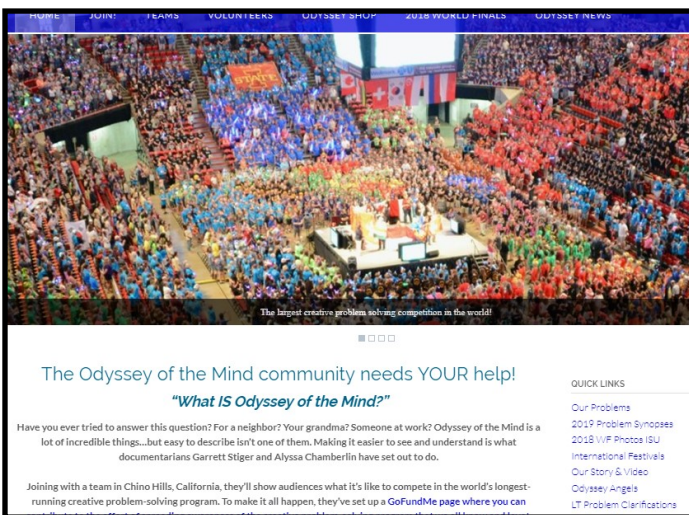 HOME JOIN! TEAMS VOLUNTEERS ODYSSEY SHOP 2018 WORLD FINALS ODYSSEY NEWS
STATE
The largest creative problem solving competition in the world!
The Odyssey of the Mind community needs YOUR help!
“What IS Odyssey of the Mind?”
Have you ever tried to answer this question? For a neighbor? Your grandma? Someone at work? Odyssey of the Mind is a
lot of incredible things...but easy to describe isn't one of them. Making it easier to see and understand is what
documentarians Garrett Stiger and Alyssa Chamberlin have set out to do.
Joining with a team in Chino Hills, California, they'll show audiences what it's like to compete in the world's longest-
running creative problem-solving program. To make it all happen, they've set up a GoFundMe page where you can
QUICK LINKS
Our Problems
2019 Problem Synopses
2018 WF Photos ISU
International Festivals
Our Story & Video
Odyssey Angels
LT Problem Clarifications